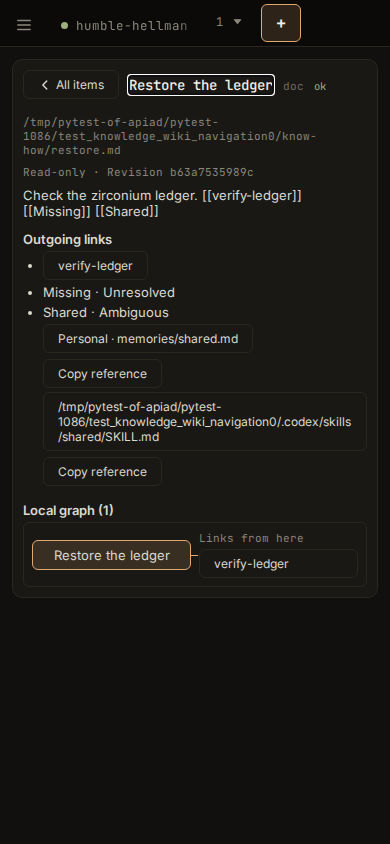 humble-hellman
1
+
All items
Restore the ledger
doc
ok
/tmp/pytest-of-apiad/pytest-
1086/test_knowledge_wiki_navigation0/know-
how/restore.md
Read-only · Revision b63a7535989c
Check the zirconium ledger. [[verify-ledger]]
[[Missing]] [[Shared]]
Outgoing links
verify-ledger
Missing · Unresolved
Shared · Ambiguous
Personal · memories/shared.md
Copy reference
/tmp/pytest-of-apiad/pytest-
1086/test_knowledge_wiki_navigation0/.codex/skills
/shared/SKILL.md
Copy reference
Local graph (1)
Restore the ledger
Links from here
verify-ledger